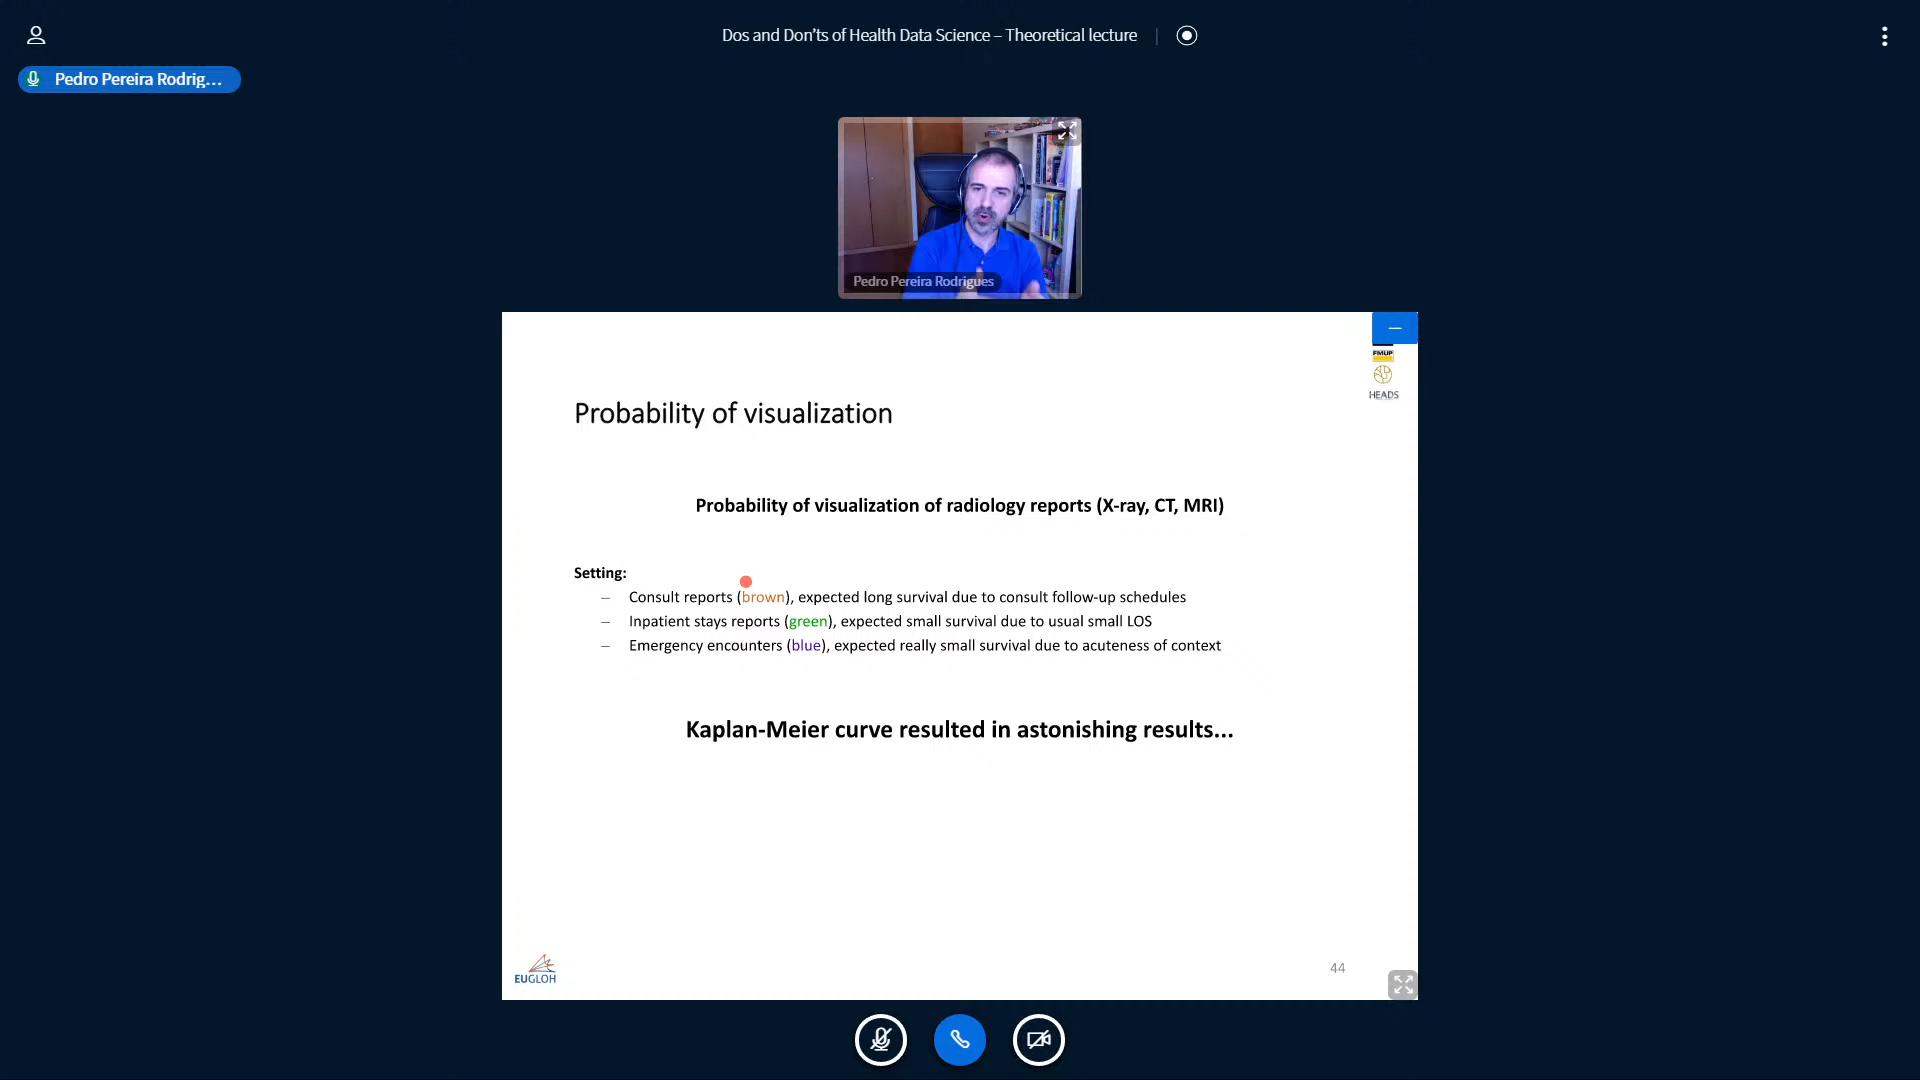 Dos and Don'ts of Health Data Science – Theoretical lecture
Pedro Pereira Rodrig...
Pedro Pereira Rodrigues
FMUP
HEADS
Probability of visualization
Probability of visualization of radiology reports (X-ray, CT, MRI)
Setting:
– Consult reports (brown), expected long survival due to consult follow-up schedules
– Inpatient stays reports (green), expected small survival due to usual small LOS
– Emergency encounters (blue), expected really small survival due to acuteness of context
Kaplan-Meier curve resulted in astonishing results...
EUGLOH
44